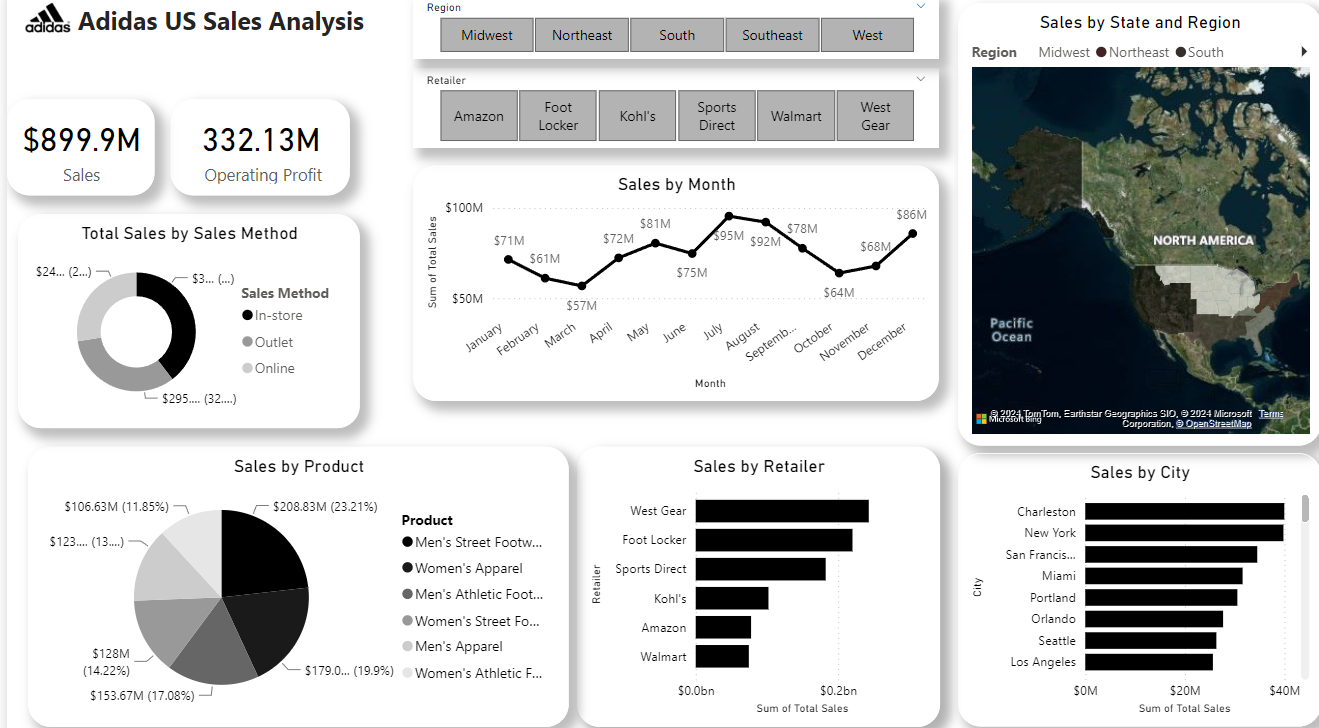 adidas
Adidas US Sales Analysis
$899.9M
Sales
332.13M
Operating Profit
Region
Midwest
Northeast
South
Southeast
West
Retailer
Amazon
Foot
Locker
Kohl's
Sports
Direct
Walmart
West
Gear
Total Sales by Sales Method
$24... (2...)
$3... (...)
$295.... (32....)
Sales Method
In-store
Outlet
Online
Sales by Month
Sum of Total Sales
$100M
$50M
$71M
$61M
$57M
$72M
$81M
$75M
$95M
$92M
$78M
$64M
$68M
$86M
January
February
March
April
May
June
July
August
Septemb...
October
November
December
Month
Sales by State and Region
Region
Midwest
Northeast
South
NORTH AMERICA
Pacific
Ocean
Microsoft Bing
© 2024 TomTom, Earthstar Geographics SIO, © 2024 Microsoft Corporation, © OpenStreetMap
Terms
Sales by Product
$106.63M (11.85%)
$208.83M (23.21%)
$123.... (13....)
$128M
(14.22%)
$153.67M (17.08%)
$179.0... (19.9%)
Product
Men's Street Footw...
Women's Apparel
Men's Athletic Foot...
Women's Street Fo...
Men's Apparel
Women's Athletic F...
Sales by Retailer
Retailer
West Gear
Foot Locker
Sports Direct
Kohl's
Amazon
Walmart
$0.0bn
$0.2bn
Sum of Total Sales
Sales by City
City
Charleston
New York
San Francis...
Miami
Portland
Orlando
Seattle
Los Angeles
$0M
$20M
$40M
Sum of Total Sales